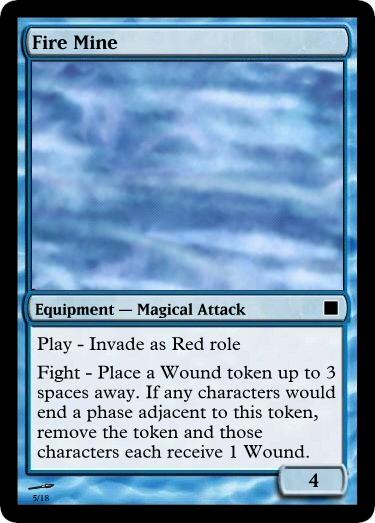 Fire Mine
Equipment — Magical Attack
Play - Invade as Red role
Fight - Place a Wound token up to 3
spaces away. If any characters would
end a phase adjacent to this token,
remove the token and those
characters each receive 1 Wound.
4
5/18